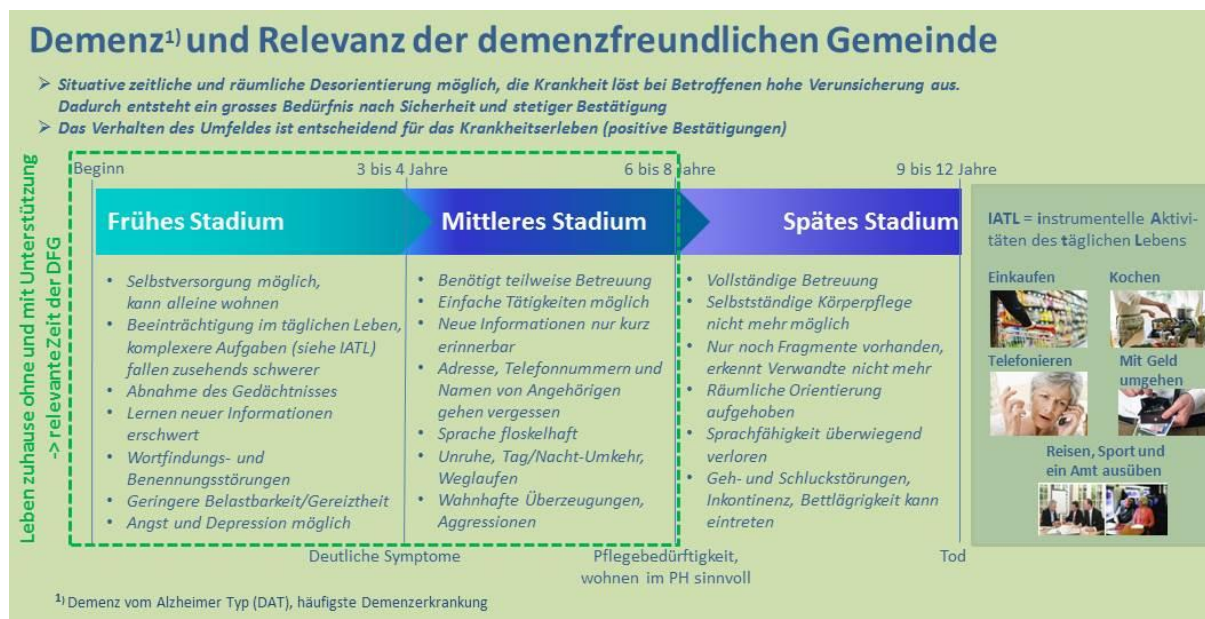 Demenz1) und Relevanz der demenzfreundlichen Gemeinde
➢ Situative zeitliche und räumliche Desorientierung möglich, die Krankheit löst bei Betroffenen hohe Verunsicherung aus.
Dadurch entsteht ein grosses Bedürfnis nach Sicherheit und stetiger Bestätigung
➢ Das Verhalten des Umfeldes ist entscheidend für das Krankheitserleben (positive Bestätigungen)
Leben zuhause ohne und mit Unterstützung
-> relevante Zeit der DFG
Beginn
3 bis 4 Jahre
6 bis 8 Jahre
9 bis 12 Jahre
Frühes Stadium
• Selbstversorgung möglich,
kann alleine wohnen
• Beeinträchtigung im täglichen Leben,
komplexere Aufgaben (siehe IATL)
fallen zusehends schwerer
• Abnahme des Gedächtnisses
• Lernen neuer Informationen
erschwert
• Wortfindungs- und
Benennungsstörungen
• Geringere Belastbarkeit/Gereiztheit
• Angst und Depression möglich
Mittleres Stadium
• Benötigt teilweise Betreuung
• Einfache Tätigkeiten möglich
• Neue Informationen nur kurz
erinnerbar
• Adresse, Telefonnummern und
Namen von Angehörigen
gehen vergessen
• Sprache floskelhaft
• Unruhe, Tag/Nacht-Umkehr,
Weglaufen
• Wahnhafte Überzeugungen,
Aggressionen
Spätes Stadium
• Vollständige Betreuung
• Selbstständige Körperpflege
nicht mehr möglich
• Nur noch Fragmente vorhanden,
erkennt Verwandte nicht mehr
• Räumliche Orientierung
aufgehoben
• Sprachfähigkeit überwiegend
verloren
• Geh- und Schluckstörungen,
Inkontinenz, Bettlägrigkeit kann
eintreten
Deutliche Symptome
Pflegebedürftigkeit,
wohnen im PH sinnvoll
Tod
IATL = instrumentelle Aktivi-
täten des täglichen Lebens
Einkaufen
Kochen
Telefonieren
Mit Geld
umgehen
Reisen, Sport und
ein Amt ausüben
1) Demenz vom Alzheimer Typ (DAT), häufigste Demenzerkrankung